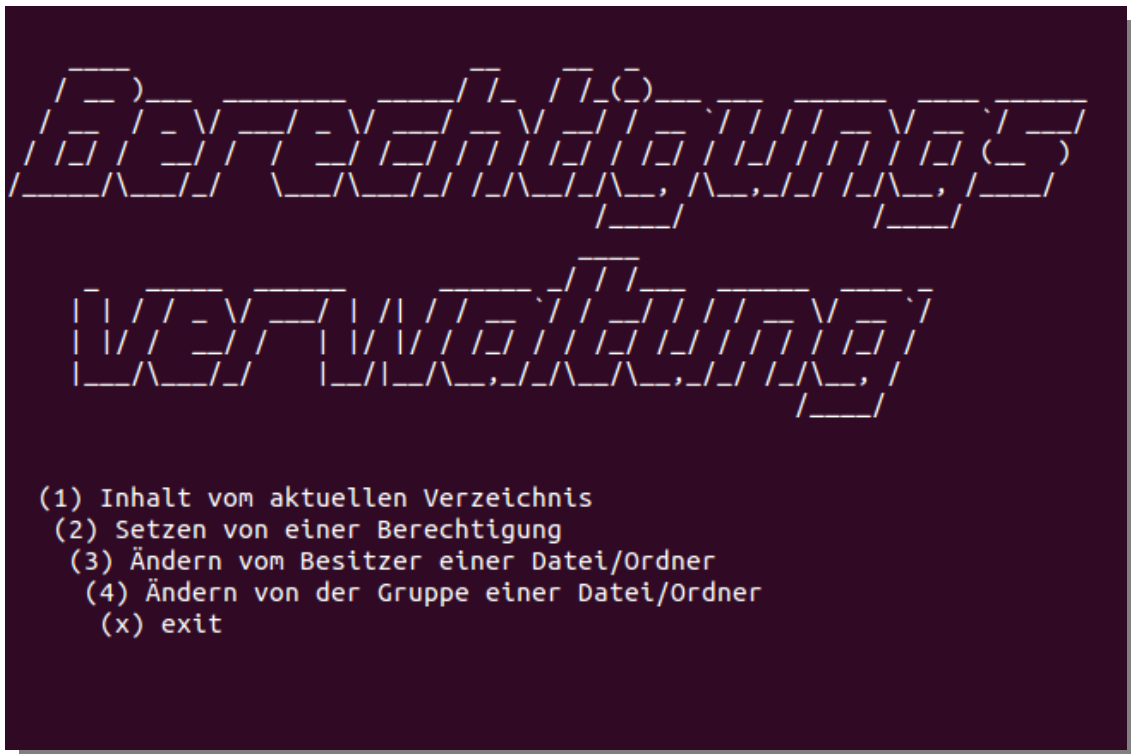 Berechtigungs
verwaltung
(1) Inhalt vom aktuellen Verzeichnis
(2) Setzen von einer Berechtigung
(3) Ändern vom Besitzer einer Datei/Ordner
(4) Ändern von der Gruppe einer Datei/Ordner
(x) exit